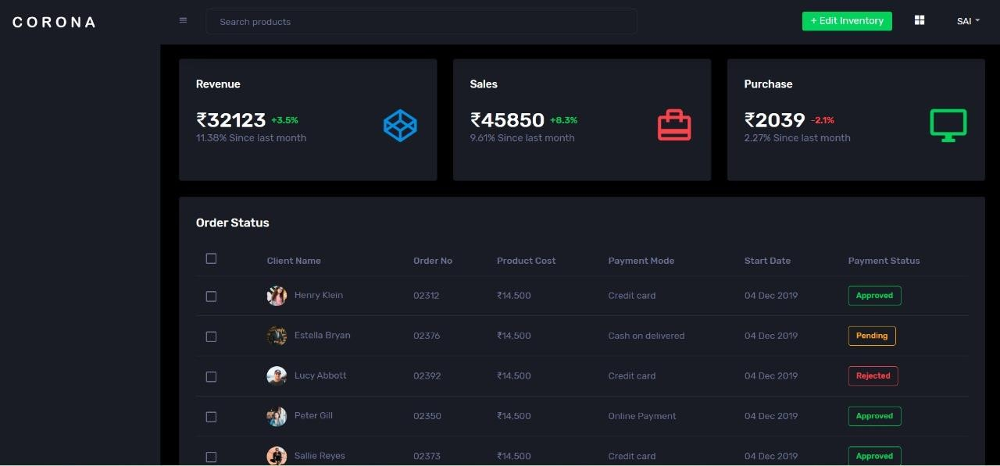 CORONA
Search products
+ Edit Inventory
SAI
Revenue
₹32123 +3.5%
11.38% Since last month
Sales
₹45850 +8.3%
9.61% Since last month
Purchase
₹2039 -2.1%
2.27% Since last month
Order Status
Client Name Order No Product Cost Payment Mode Start Date Payment Status
Henry Klein 02312 ₹14,500 Credit card 04 Dec 2019 Approved
Estella Bryan 02376 ₹14,500 Cash on delivered 04 Dec 2019 Pending
Lucy Abbott 02392 ₹14,500 Credit card 04 Dec 2019 Rejected
Peter Gill 02350 ₹14,500 Online Payment 04 Dec 2019 Approved
Sallie Reyes 02373 ₹14,500 Credit card 04 Dec 2019 Approved